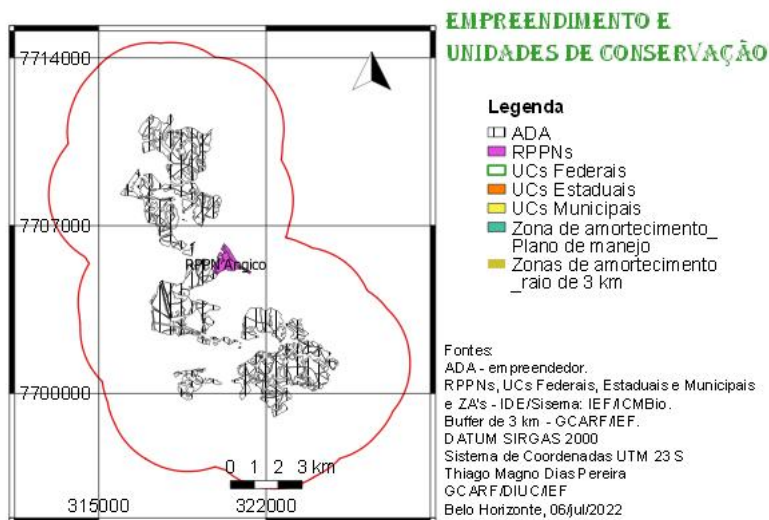 EMPREENDIMENTO E
UNIDADES DE CONSERVAÇÃO
7714000
7707000
7700000
315000
322000
RPPN Angico
0 1 2 3 km
Legenda
ADA
RPPNs
UCs Federais
UCs Estaduais
UCs Municipais
Zona de amortecimento_
Plano de manejo
Zonas de amortecimento
_raio de 3 km
Fontes:
ADA - empreendedor.
RPPNs, UCs Federais, Estaduais e Municipais
e ZA's - IDE/Sisema: IEF/ICMBio.
Buffer de 3 km - GCARF/IEF.
DATUM SIRGAS 2000
Sistema de Coordenadas UTM 23 S
Thiago Magno Dias Pereira
GCARF/DIUC/IEF
Belo Horizonte, 06/jul/2022